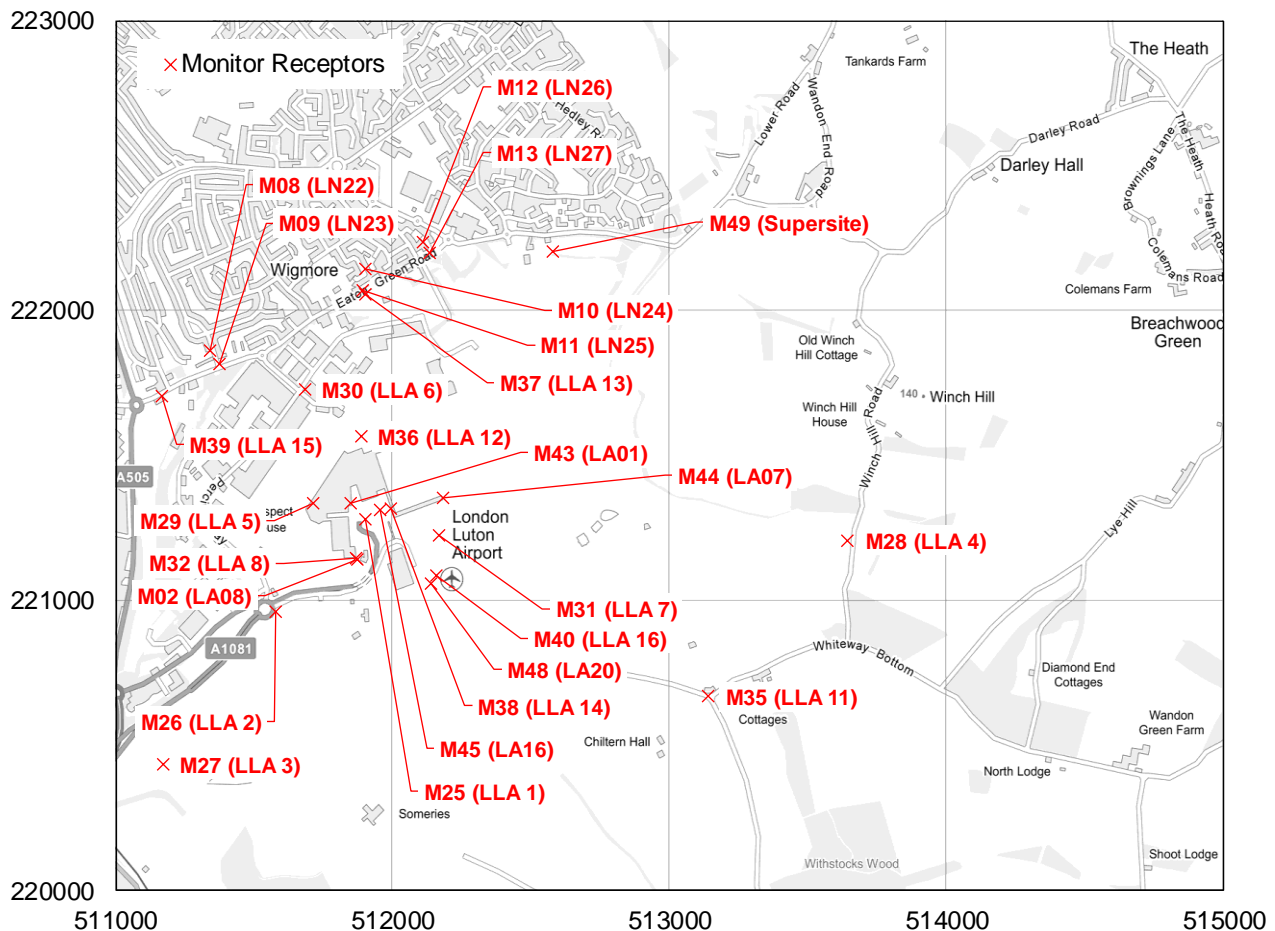 223000
222000
221000
220000
511000
512000
513000
514000
515000
× Monitor Receptors
M12 (LN26)
M13 (LN27)
M08 (LN22)
M09 (LN23)
M49 (Supersite)
M10 (LN24)
M11 (LN25)
M37 (LLA 13)
M30 (LLA 6)
M39 (LLA 15)
M36 (LLA 12)
M43 (LA01)
M44 (LA07)
M29 (LLA 5)
M32 (LLA 8)
M02 (LA08)
M28 (LLA 4)
M31 (LLA 7)
M40 (LLA 16)
M48 (LA20)
M38 (LLA 14)
M45 (LA16)
M25 (LLA 1)
M26 (LLA 2)
M27 (LLA 3)
M35 (LLA 11)
The Heath
Tankards Farm
Lower Road
Wandon End Road
Darley Road
Darley Hall
Brownings Lane
The Heath
Heath Road
Colemans Road
Colemans Farm
Breachwood
Green
Wigmore
Eaton Green Road
Old Winch
Hill Cottage
140
Winch Hill
Winch Hill
House
Winch Hill Road
A505
London
Luton
Airport
Lye Hill
A1081
Whiteway Bottom
Diamond End
Cottages
Cottages
Wandon
Green Farm
Chiltern Hall
North Lodge
Someries
Withstocks Wood
Shoot Lodge